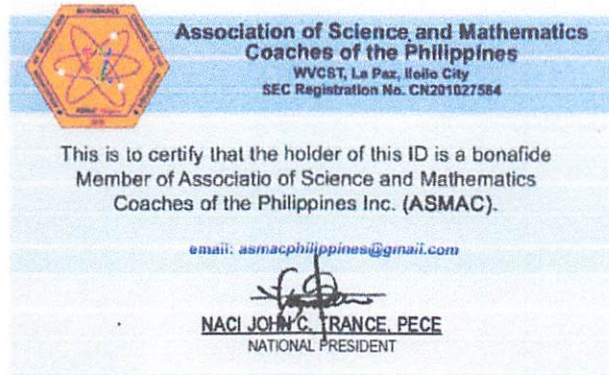 Association of Science and Mathematics
Coaches of the Philippines
WVCST, La Paz, Iloilo City
SEC Registration No. CN201027584
This is to certify that the holder of this ID is a bonafide
Member of Associatio of Science and Mathematics
Coaches of the Philippines Inc. (ASMAC).
email: asmacphilippines@gmail.com
NACI JOHN C. TRANCE, PECE
NATIONAL PRESIDENT